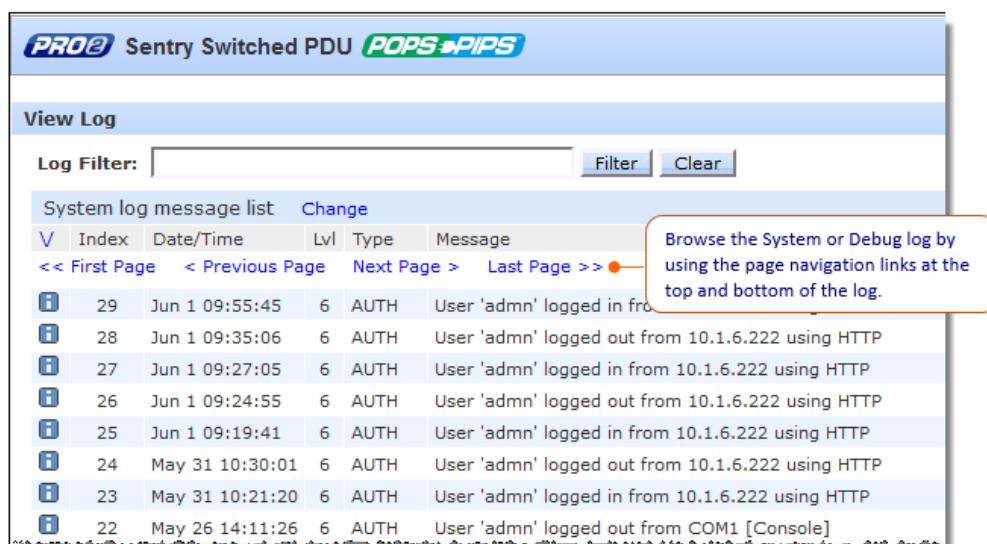 PRO2 Sentry Switched PDU POPS PIPS
View Log
Log Filter: Filter Clear
System log message list Change
V Index Date/Time Lvl Type Message
<< First Page < Previous Page Next Page > Last Page >>
Browse the System or Debug log by
using the page navigation links at the
top and bottom of the log.
29 Jun 1 09:55:45 6 AUTH User 'admn' logged in
28 Jun 1 09:35:06 6 AUTH User 'admn' logged out from 10.1.6.222 using HTTP
27 Jun 1 09:27:05 6 AUTH User 'admn' logged in from 10.1.6.222 using HTTP
26 Jun 1 09:24:55 6 AUTH User 'admn' logged out from 10.1.6.222 using HTTP
25 Jun 1 09:19:41 6 AUTH User 'admn' logged in from 10.1.6.222 using HTTP
24 May 31 10:30:01 6 AUTH User 'admn' logged out from 10.1.6.222 using HTTP
23 May 31 10:21:20 6 AUTH User 'admn' logged in from 10.1.6.222 using HTTP
22 May 26 14:11:26 6 AUTH User 'admn' logged out from COM1 [Console]